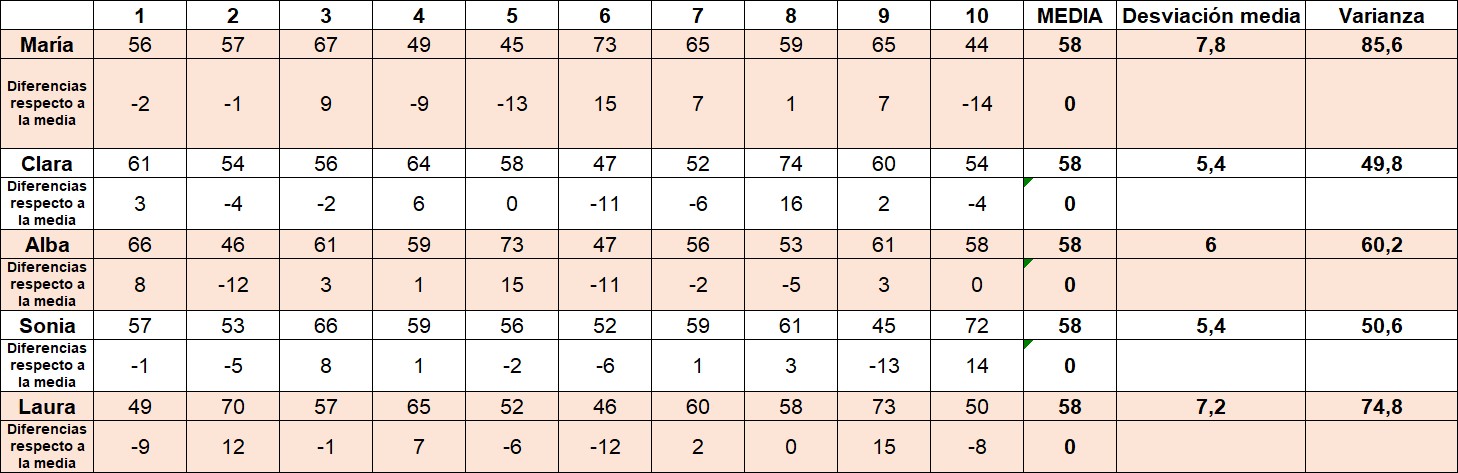 1 2 3 4 5 6 7 8 9 10 MEDIA Desviación media Varianza
María 56 57 67 49 45 73 65 59 65 44 58 7,8 85,6
Diferencias
respecto a
la media
-2 -1 9 -9 -13 15 7 1 7 -14 0
Clara 61 54 56 64 58 47 52 74 60 54 58 5,4 49,8
Diferencias
respecto a
la media
3 -4 -2 6 0 -11 -6 16 2 -4 0
Alba 66 46 61 59 73 47 56 53 61 58 58 6 60,2
Diferencias
respecto a
la media
8 -12 3 1 15 -11 -2 -5 3 0 0
Sonia 57 53 66 59 56 52 59 61 45 72 58 5,4 50,6
Diferencias
respecto a
la media
-1 -5 8 1 -2 -6 1 3 -13 14 0
Laura 49 70 57 65 52 46 60 58 73 50 58 7,2 74,8
Diferencias
respecto a
la media
-9 12 -1 7 -6 -12 2 0 15 -8 0